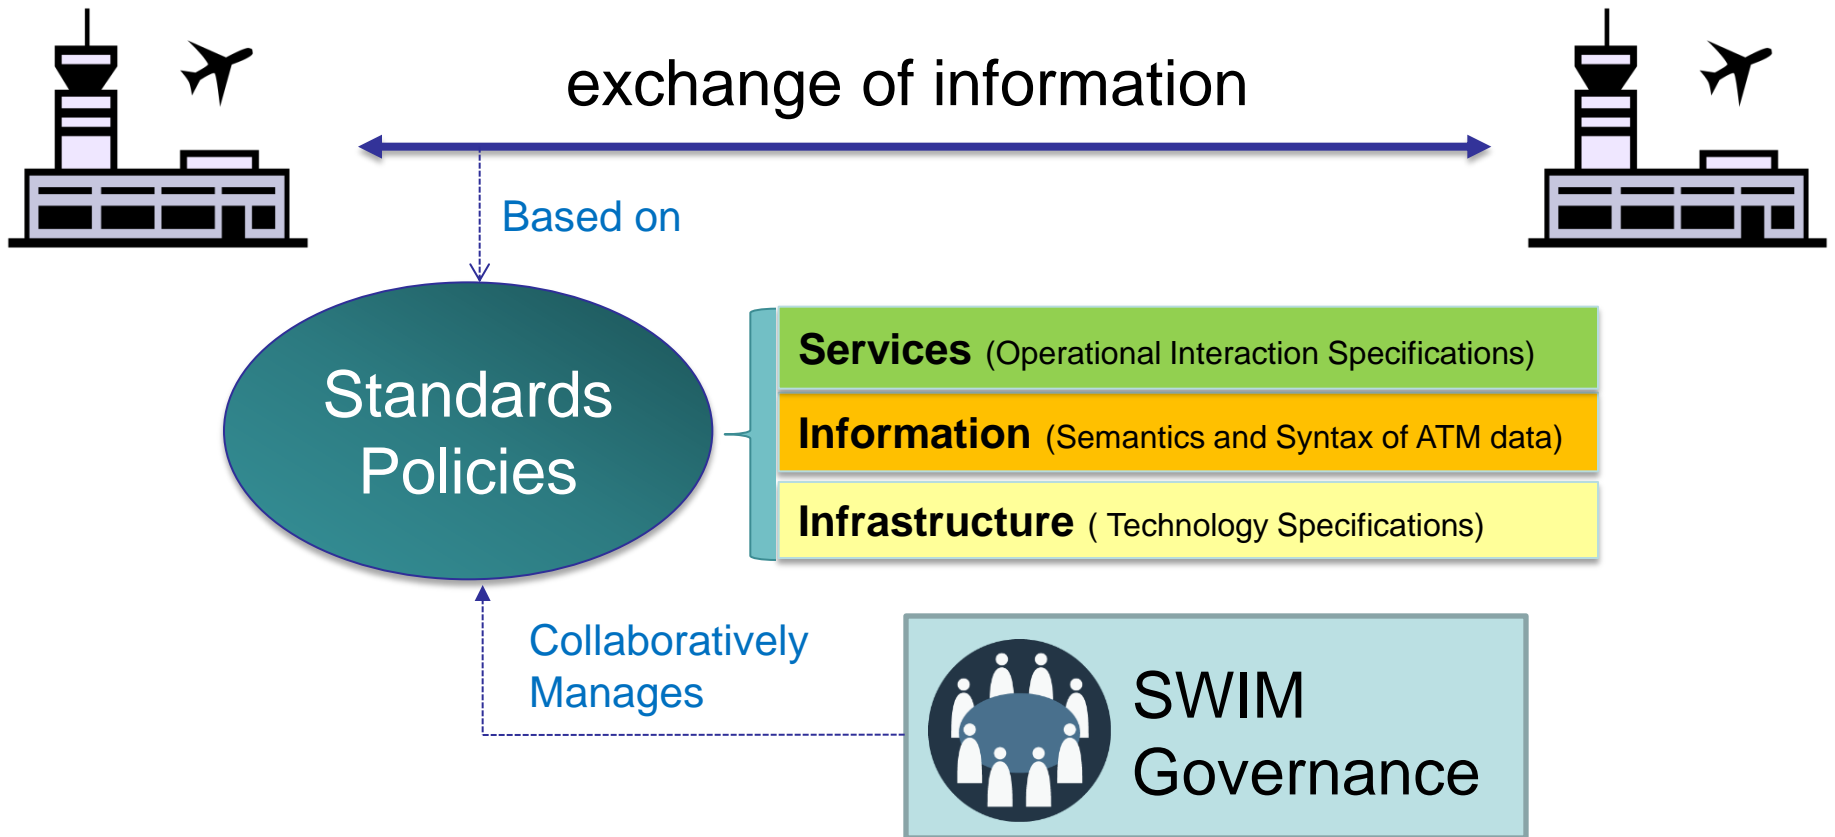 exchange of information
Based on
Standards
Policies
Services (Operational Interaction Specifications)
Information (Semantics and Syntax of ATM data)
Infrastructure ( Technology Specifications)
Collaboratively
Manages
SWIM
Governance